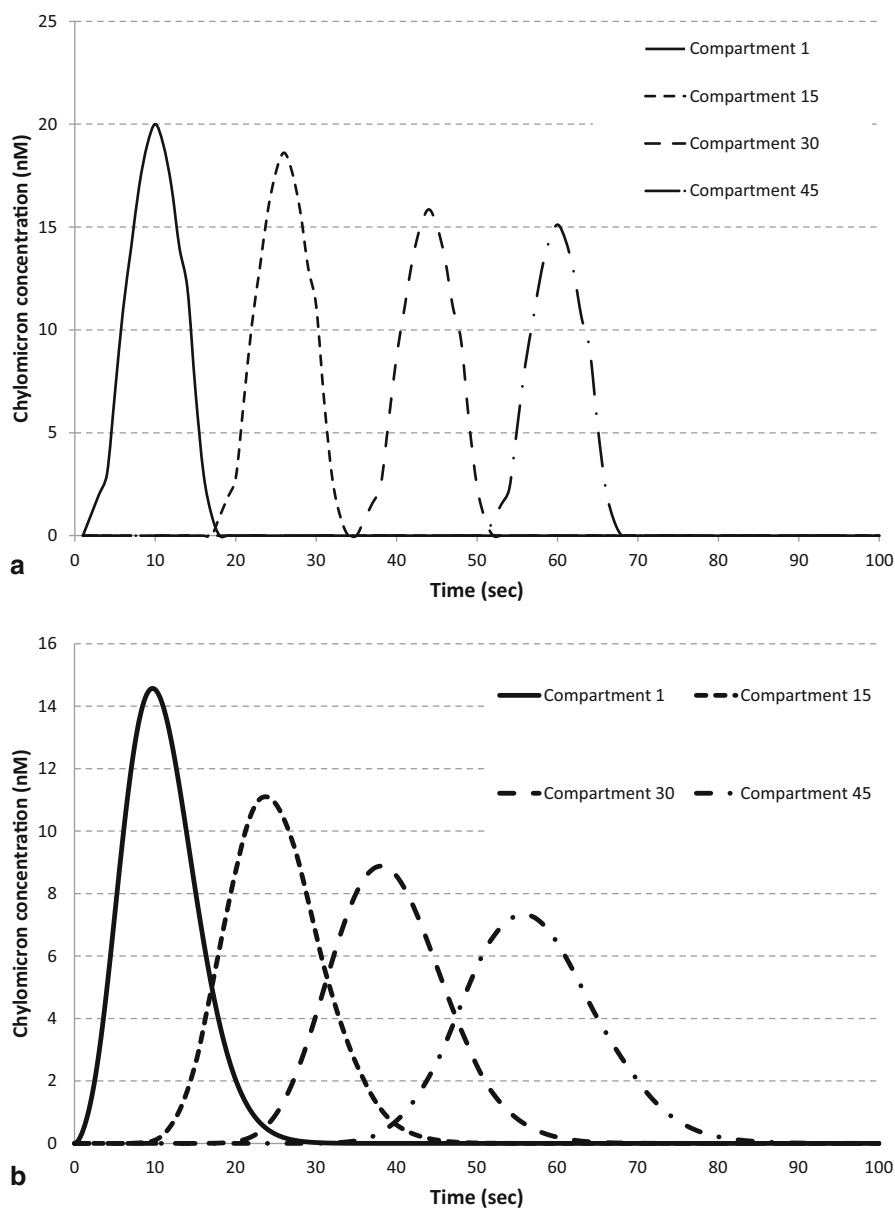 25
20
15
10
5
0
Chylomicron concentration (nM)
Compartment 1
Compartment 15
Compartment 30
Compartment 45
0 10 20 30 40 50 60 70 80 90 100
Time (sec)
a
16
14
12
10
8
6
4
2
0
Chylomicron concentration (nM)
Compartment 1 Compartment 15
Compartment 30 Compartment 45
0 10 20 30 40 50 60 70 80 90 100
Time (sec)
b